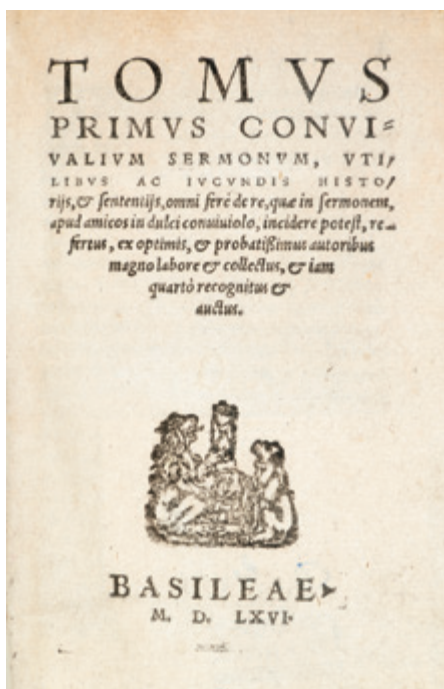 TOMVS
PRIMVS CONVI=
VALIVM SERMONVM, VTI/
LIBVS AC IVCVNDIS HISTO/
rijs, & sententijs, omni ferè de re, quæ in sermonem,
apud amicos in dulci conuiuiolo, incidere potest, re-
fertus, ex optimis, & probatißimus autoribus
magno labore & collectus, & iam
quartò recognitus &
auctus.
BASILEAE
M. D. LXVI.